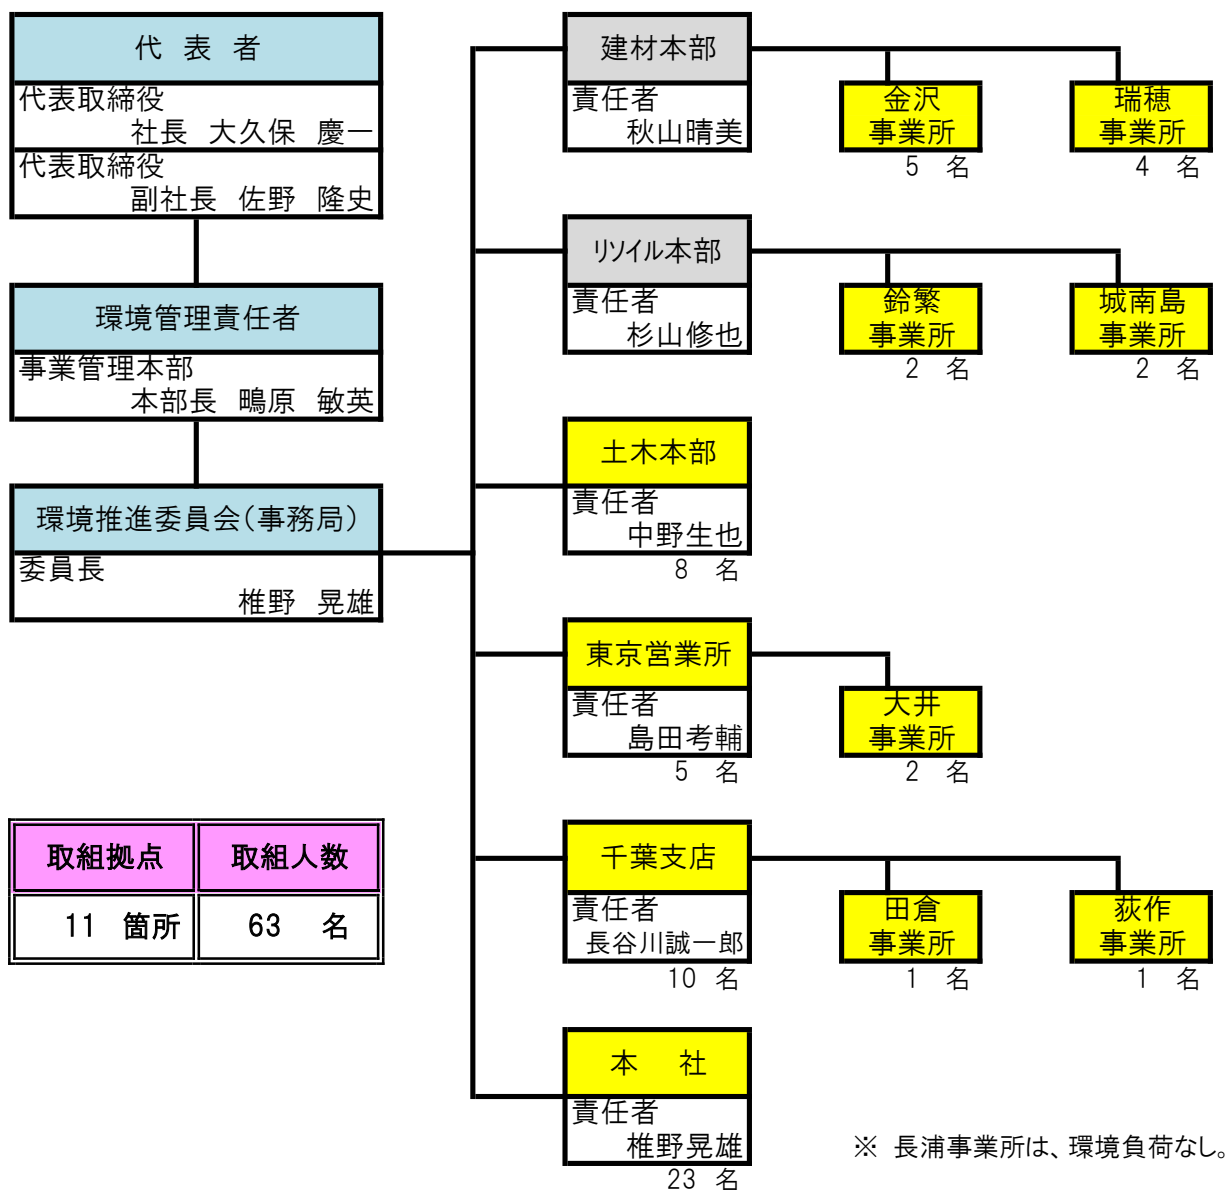 代 表 者
代表取締役
社長 大久保 慶一
代表取締役
副社長 佐野 隆史
環境管理責任者
事業管理本部
本部長 鴫原 敏英
環境推進委員会(事務局)
委員長
椎野 晃雄
取組拠点 取組人数
11 箇所 63 名
建材本部
責任者
秋山晴美
金沢
事業所
5 名
瑞穂
事業所
4 名
リソイル本部
責任者
杉山修也
鈴繁
事業所
2 名
城南島
事業所
2 名
土木本部
責任者
中野生也
8 名
東京営業所
責任者
島田考輔
5 名
大井
事業所
2 名
千葉支店
責任者
長谷川誠一郎
10 名
田倉
事業所
1 名
荻作
事業所
1 名
本 社
責任者
椎野晃雄
23 名
※ 長浦事業所は、環境負荷なし。